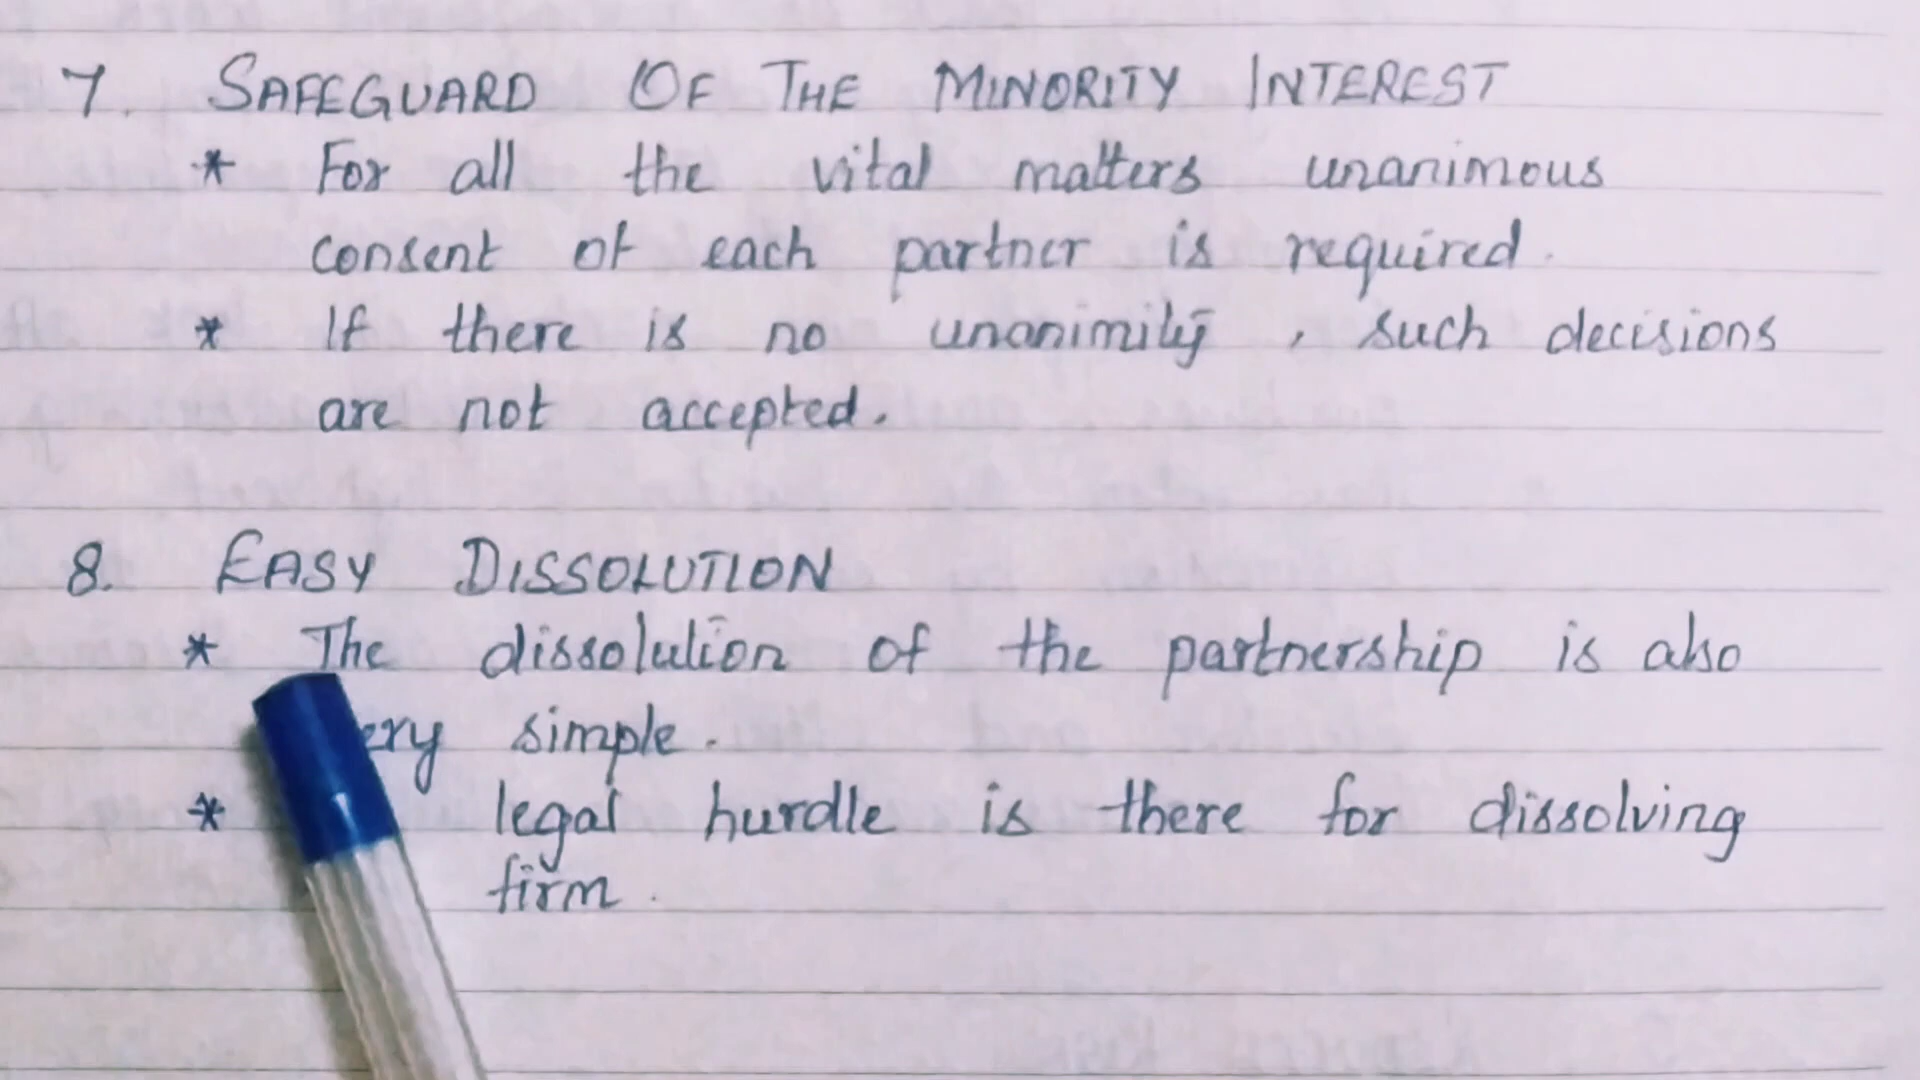 7. SAFEGUARD OF THE MINORITY INTEREST
* For all the vital matters unanimous
consent of each partner is required.
* If there is no unanimity, such decisions
are not accepted.
8. EASY DISSOLUTION
* The dissolution of the partnership is also
ery simple.
* legal hurdle is there for dissolving
firm.